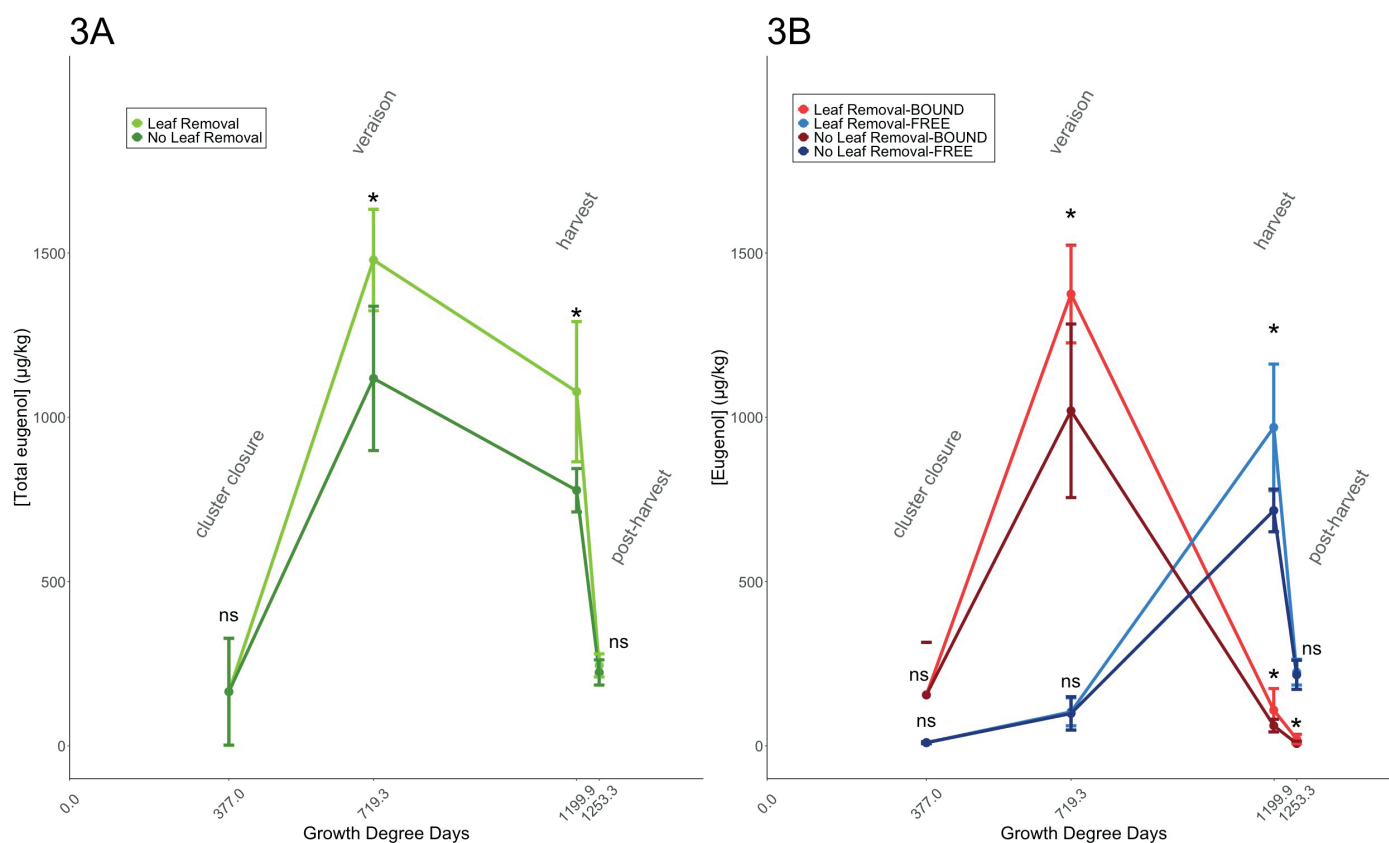 3A
Leaf Removal
No Leaf Removal
veraison
harvest
cluster closure
post-harvest
*
*
ns
ns
[Total eugenol] (µg/kg)
1500
1000
500
0
0.0
377.0
719.3
1199.9
1253.3
Growth Degree Days
3B
Leaf Removal-BOUND
Leaf Removal-FREE
No Leaf Removal-BOUND
No Leaf Removal-FREE
veraison
harvest
cluster closure
post-harvest
*
*
ns
ns
*
ns
ns
*
[Eugenol] (µg/kg)
1500
1000
500
0
0.0
377.0
719.3
1199.9
1253.3
Growth Degree Days